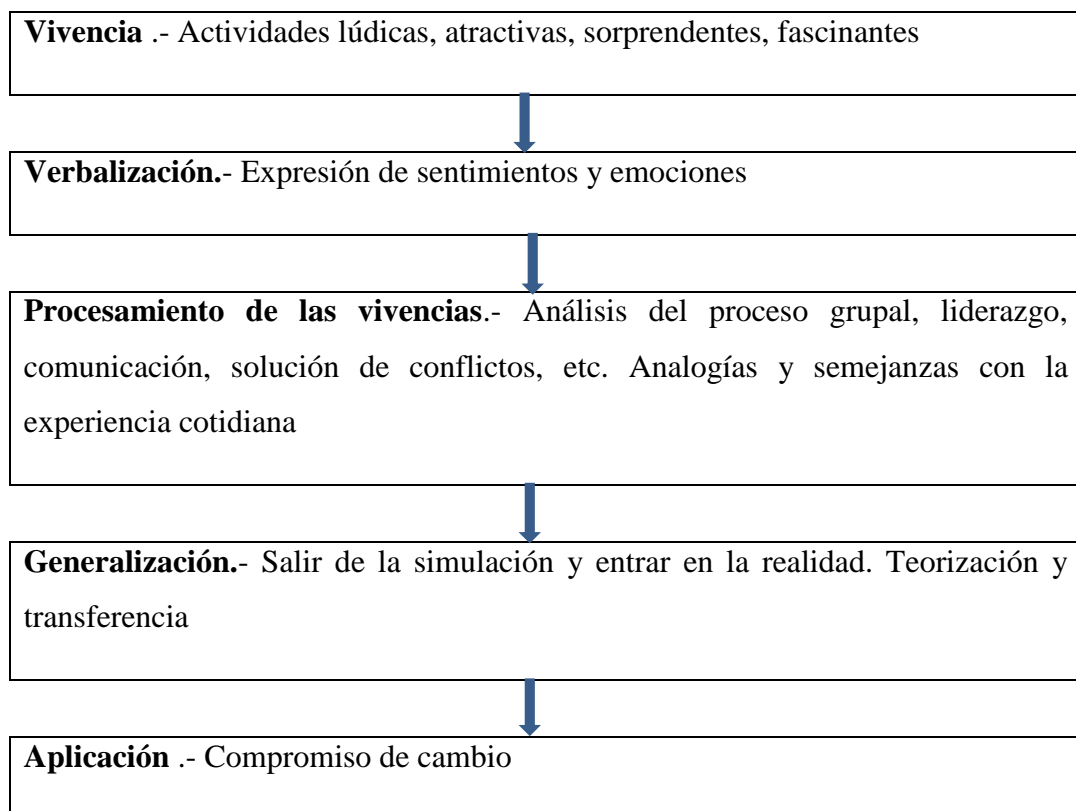 Vivencia .- Actividades lúdicas, atractivas, sorprendentes, fascinantes
Verbalización.- Expresión de sentimientos y emociones
Procesamiento de las vivencias.- Análisis del proceso grupal, liderazgo,
comunicación, solución de conflictos, etc. Analogías y semejanzas con la
experiencia cotidiana
Generalización.- Salir de la simulación y entrar en la realidad. Teorización y
transferencia
Aplicación .- Compromiso de cambio